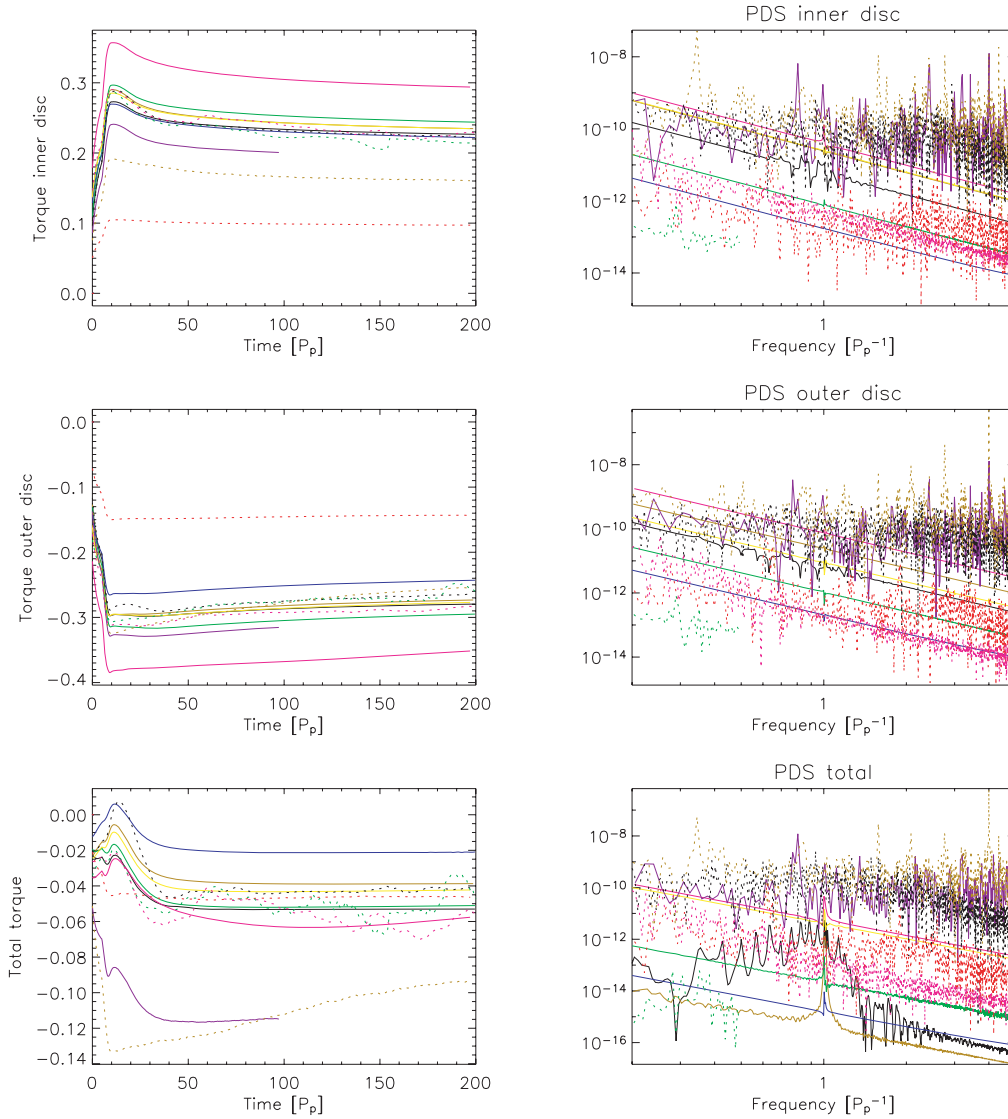 PDS inner disc
Torque inner disc
0.3
0.2
0.1
0.0
0 50 100 150 200
Time [Pₚ]
10⁻⁸
10⁻¹⁰
10⁻¹²
10⁻¹⁴
1
Frequency [Pₚ⁻¹]
PDS outer disc
Torque outer disc
0.0
−0.1
−0.2
−0.3
−0.4
0 50 100 150 200
Time [Pₚ]
10⁻⁸
10⁻¹⁰
10⁻¹²
10⁻¹⁴
1
Frequency [Pₚ⁻¹]
PDS total
Total torque
0.00
−0.02
−0.04
−0.06
−0.08
−0.10
−0.12
−0.14
0 50 100 150 200
Time [Pₚ]
10⁻⁸
10⁻¹⁰
10⁻¹²
10⁻¹⁴
10⁻¹⁶
1
Frequency [Pₚ⁻¹]